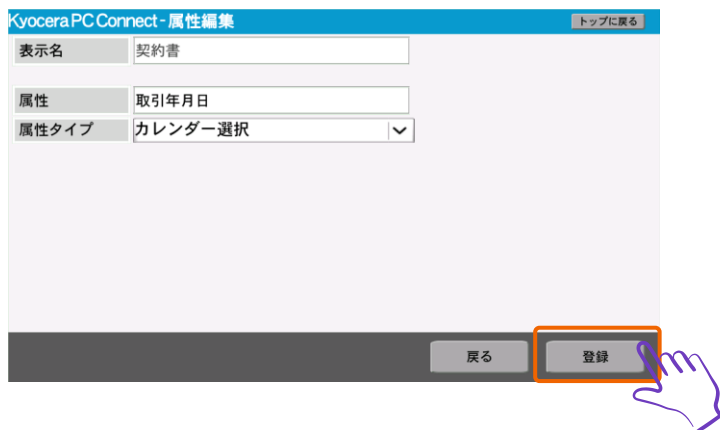 Kyocera PC Connect - 属性編集 トップに戻る
表示名 契約書
属性 取引年月日
属性タイプ カレンダー選択
戻る 登録